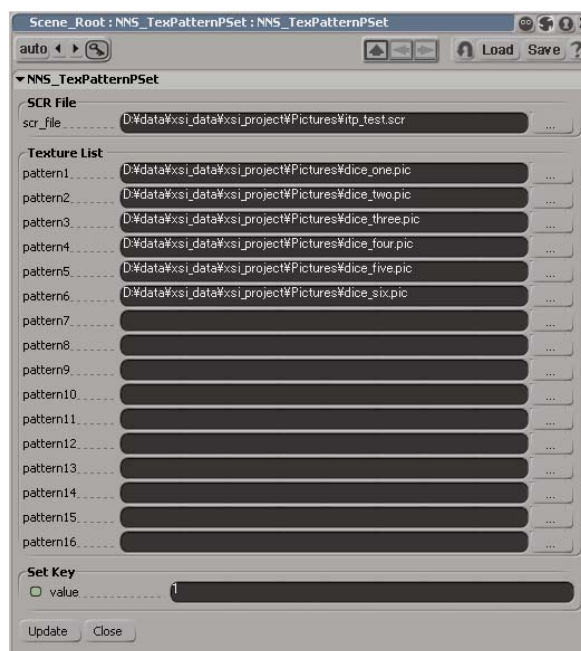 Scene_Root : NNS_TexPatternPSet : NNS_TexPatternPSet
auto Load Save ?
NNS_TexPatternPSet
SCR File
scr_file D:¥data¥xsi_data¥xsi_project¥Pictures¥itp_test.scr ...
Texture List
pattern1 D:¥data¥xsi_data¥xsi_project¥Pictures¥dice_one.pic ...
pattern2 D:¥data¥xsi_data¥xsi_project¥Pictures¥dice_two.pic ...
pattern3 D:¥data¥xsi_data¥xsi_project¥Pictures¥dice_three.pic ...
pattern4 D:¥data¥xsi_data¥xsi_project¥Pictures¥dice_four.pic ...
pattern5 D:¥data¥xsi_data¥xsi_project¥Pictures¥dice_five.pic ...
pattern6 D:¥data¥xsi_data¥xsi_project¥Pictures¥dice_six.pic ...
pattern7 ...
pattern8 ...
pattern9 ...
pattern10 ...
pattern11 ...
pattern12 ...
pattern13 ...
pattern14 ...
pattern15 ...
pattern16 ...
Set Key
value 1
Update Close